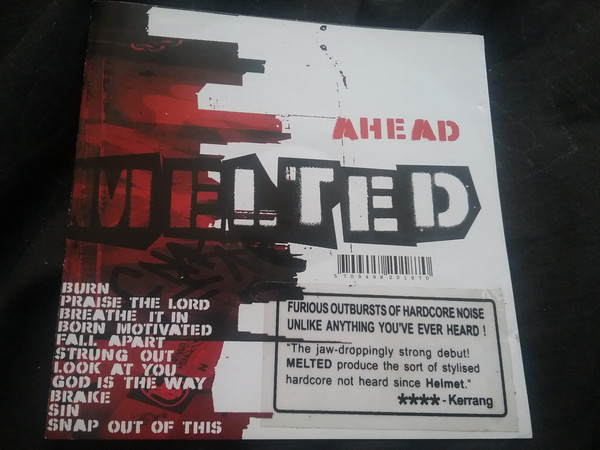 AHEAD
MELTED
BURN
PRAISE THE LORD
BREATHE IT IN
BORN MOTIVATED
FALL APART
STRUNG OUT
LOOK AT YOU
GOD IS THE WAY
BRAKE
SIN
SNAP OUT OF THIS
FURIOUS OUTBURSTS OF HARDCORE NOISE
UNLIKE ANYTHING YOU'VE EVER HEARD !
"The jaw-droppingly strong debut!
MELTED produce the sort of stylised
hardcore not heard since Helmet."
**** - Kerrang